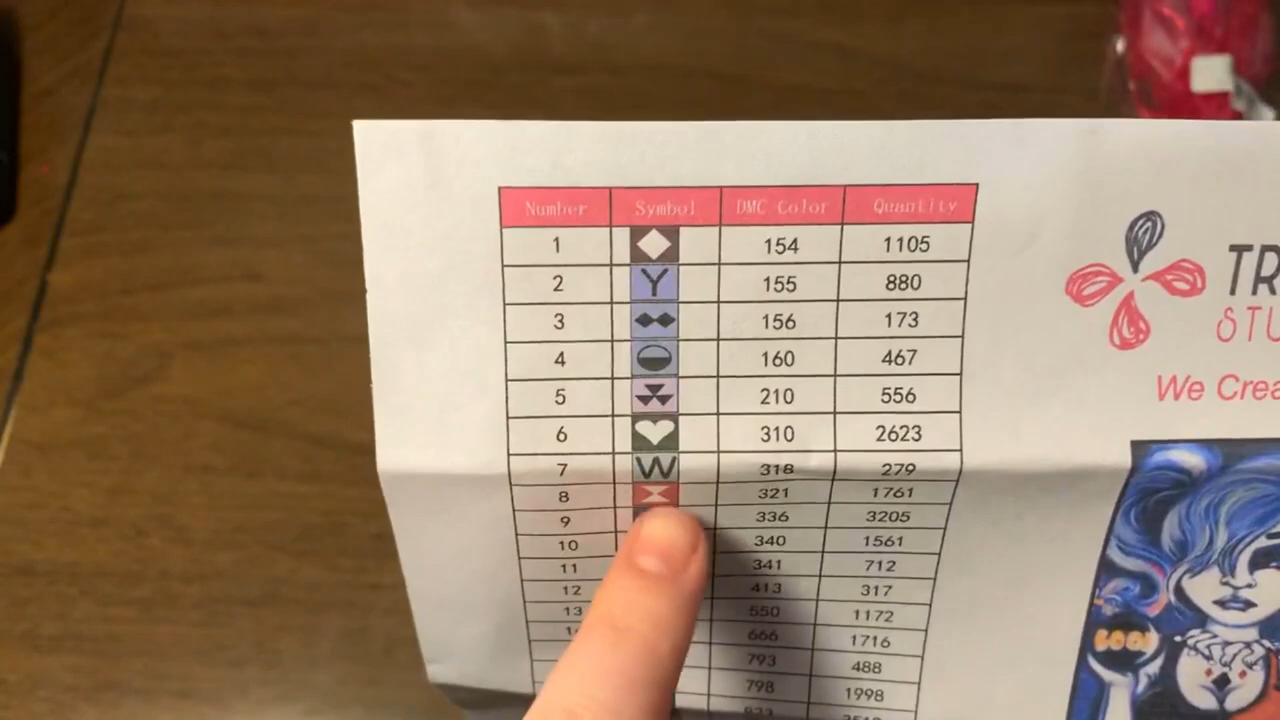 Number Symbol DMC Color Quantity
1 154 1105
2 Y 155 880
3 156 173
4 160 467
5 210 556
6 310 2623
7 W 318 279
8 321 1761
9 336 3205
10 340 1561
11 341 712
12 413 317
13 550 1172
666 1716
793 488
798 1998
TR
STU
We Crea